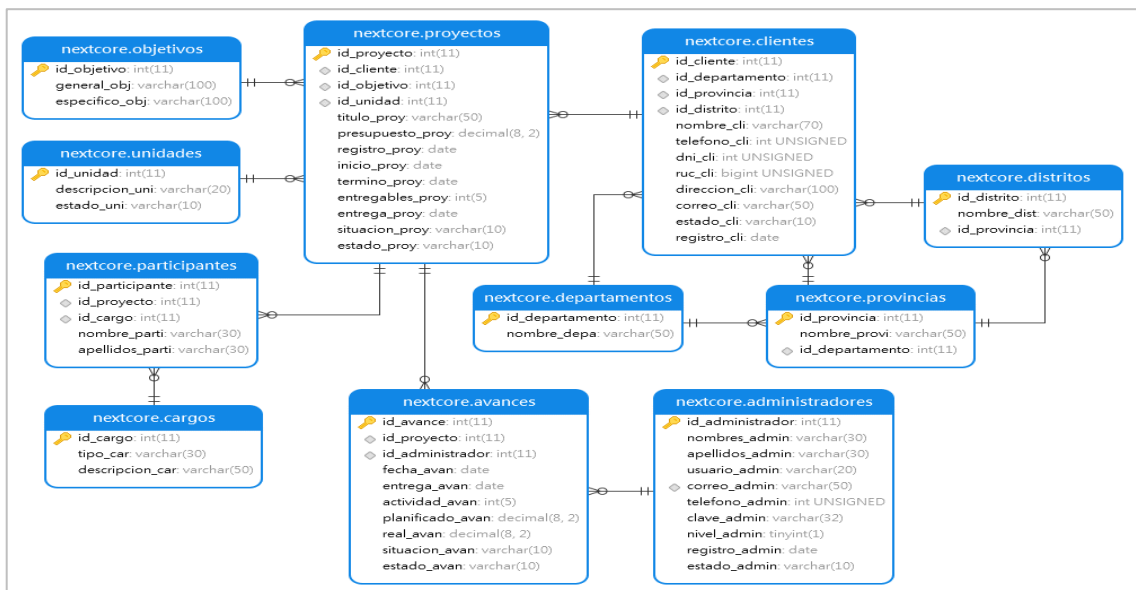 nextcore.objetivos
id_objetivo: int(11)
general_obj: varchar(100)
especifico_obj: varchar(100)
nextcore.unidades
id_unidad: int(11)
descripcion_uni: varchar(20)
estado_uni: varchar(10)
nextcore.proyectos
id_proyecto: int(11)
id_cliente: int(11)
id_objetivo: int(11)
id_unidad: int(11)
titulo_proy: varchar(50)
presupuesto_proy: decimal(8, 2)
registro_proy: date
inicio_proy: date
termino_proy: date
entregables_proy: int(5)
entrega_proy: date
situacion_proy: varchar(10)
estado_proy: varchar(10)
nextcore.clientes
id_cliente: int(11)
id_departamento: int(11)
id_provincia: int(11)
id_distrito: int(11)
nombre_cli: varchar(70)
telefono_cli: int UNSIGNED
dni_cli: int UNSIGNED
ruc_cli: bigint UNSIGNED
direccion_cli: varchar(100)
correo_cli: varchar(50)
estado_cli: varchar(10)
registro_cli: date
nextcore.distritos
id_distrito: int(11)
nombre_dist: varchar(50)
id_provincia: int(11)
nextcore.participantes
id_participante: int(11)
id_proyecto: int(11)
id_cargo: int(11)
nombre_parti: varchar(30)
apellidos_parti: varchar(30)
nextcore.departamentos
id_departamento: int(11)
nombre_depa: varchar(50)
nextcore.provincias
id_provincia: int(11)
nombre_provi: varchar(50)
id_departamento: int(11)
nextcore.cargos
id_cargo: int(11)
tipo_car: varchar(30)
descripcion_car: varchar(50)
nextcore.avances
id_avance: int(11)
id_proyecto: int(11)
id_administrador: int(11)
fecha_avan: date
entrega_avan: date
actividad_avan: int(5)
planificado_avan: decimal(8, 2)
real_avan: decimal(8, 2)
situacion_avan: varchar(10)
estado_avan: varchar(10)
nextcore.administradores
id_administrador: int(11)
nombres_admin: varchar(30)
apellidos_admin: varchar(30)
usuario_admin: varchar(20)
correo_admin: varchar(50)
telefono_admin: int UNSIGNED
clave_admin: varchar(32)
nivel_admin: tinyint(1)
registro_admin: date
estado_admin: varchar(10)